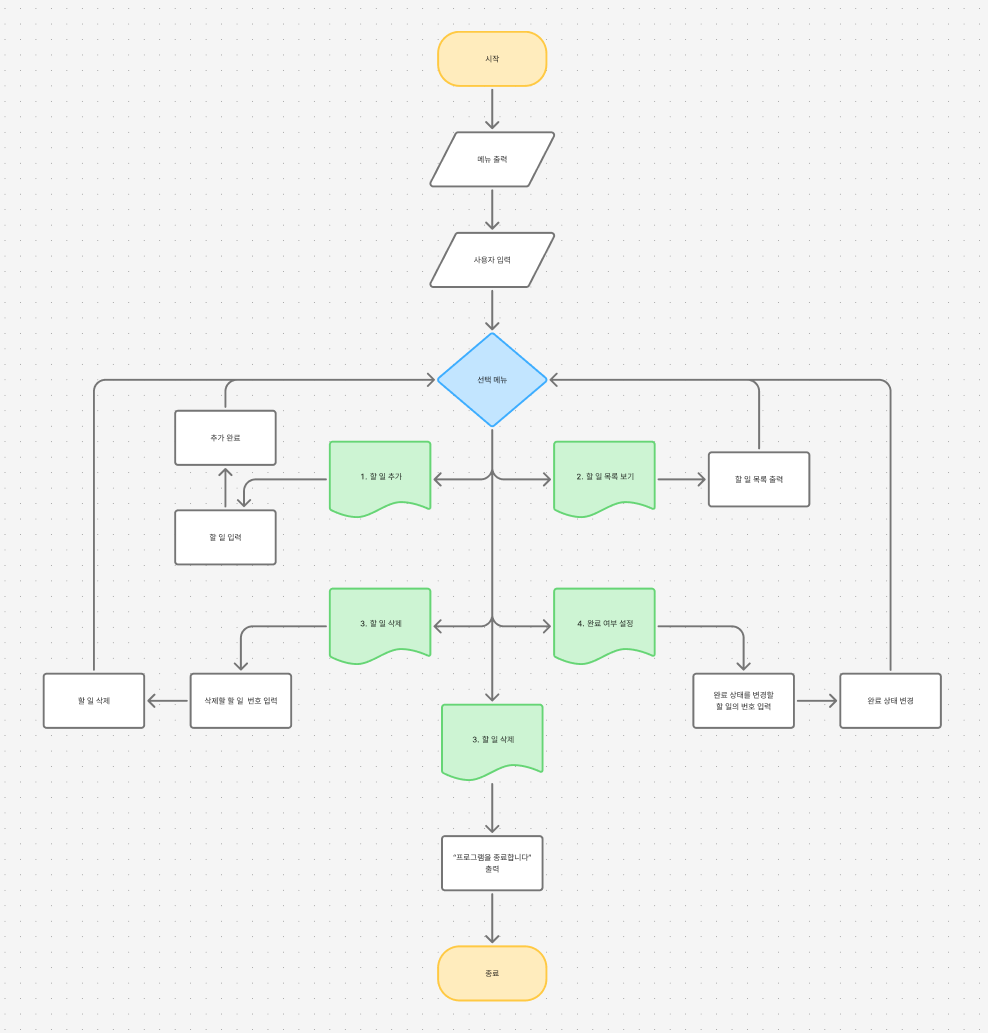 시작
메뉴 출력
사용자 입력
선택 메뉴
추가 완료
1. 할 일 추가
2. 할 일 목록 보기
할 일 목록 출력
할 일 입력
3. 할 일 삭제
4. 완료 여부 설정
할 일 삭제
삭제할 할 일 번호 입력
완료 상태를 변경할
할 일의 번호 입력
완료 상태 변경
3. 할 일 삭제
"프로그램을 종료합니다"
출력
종료